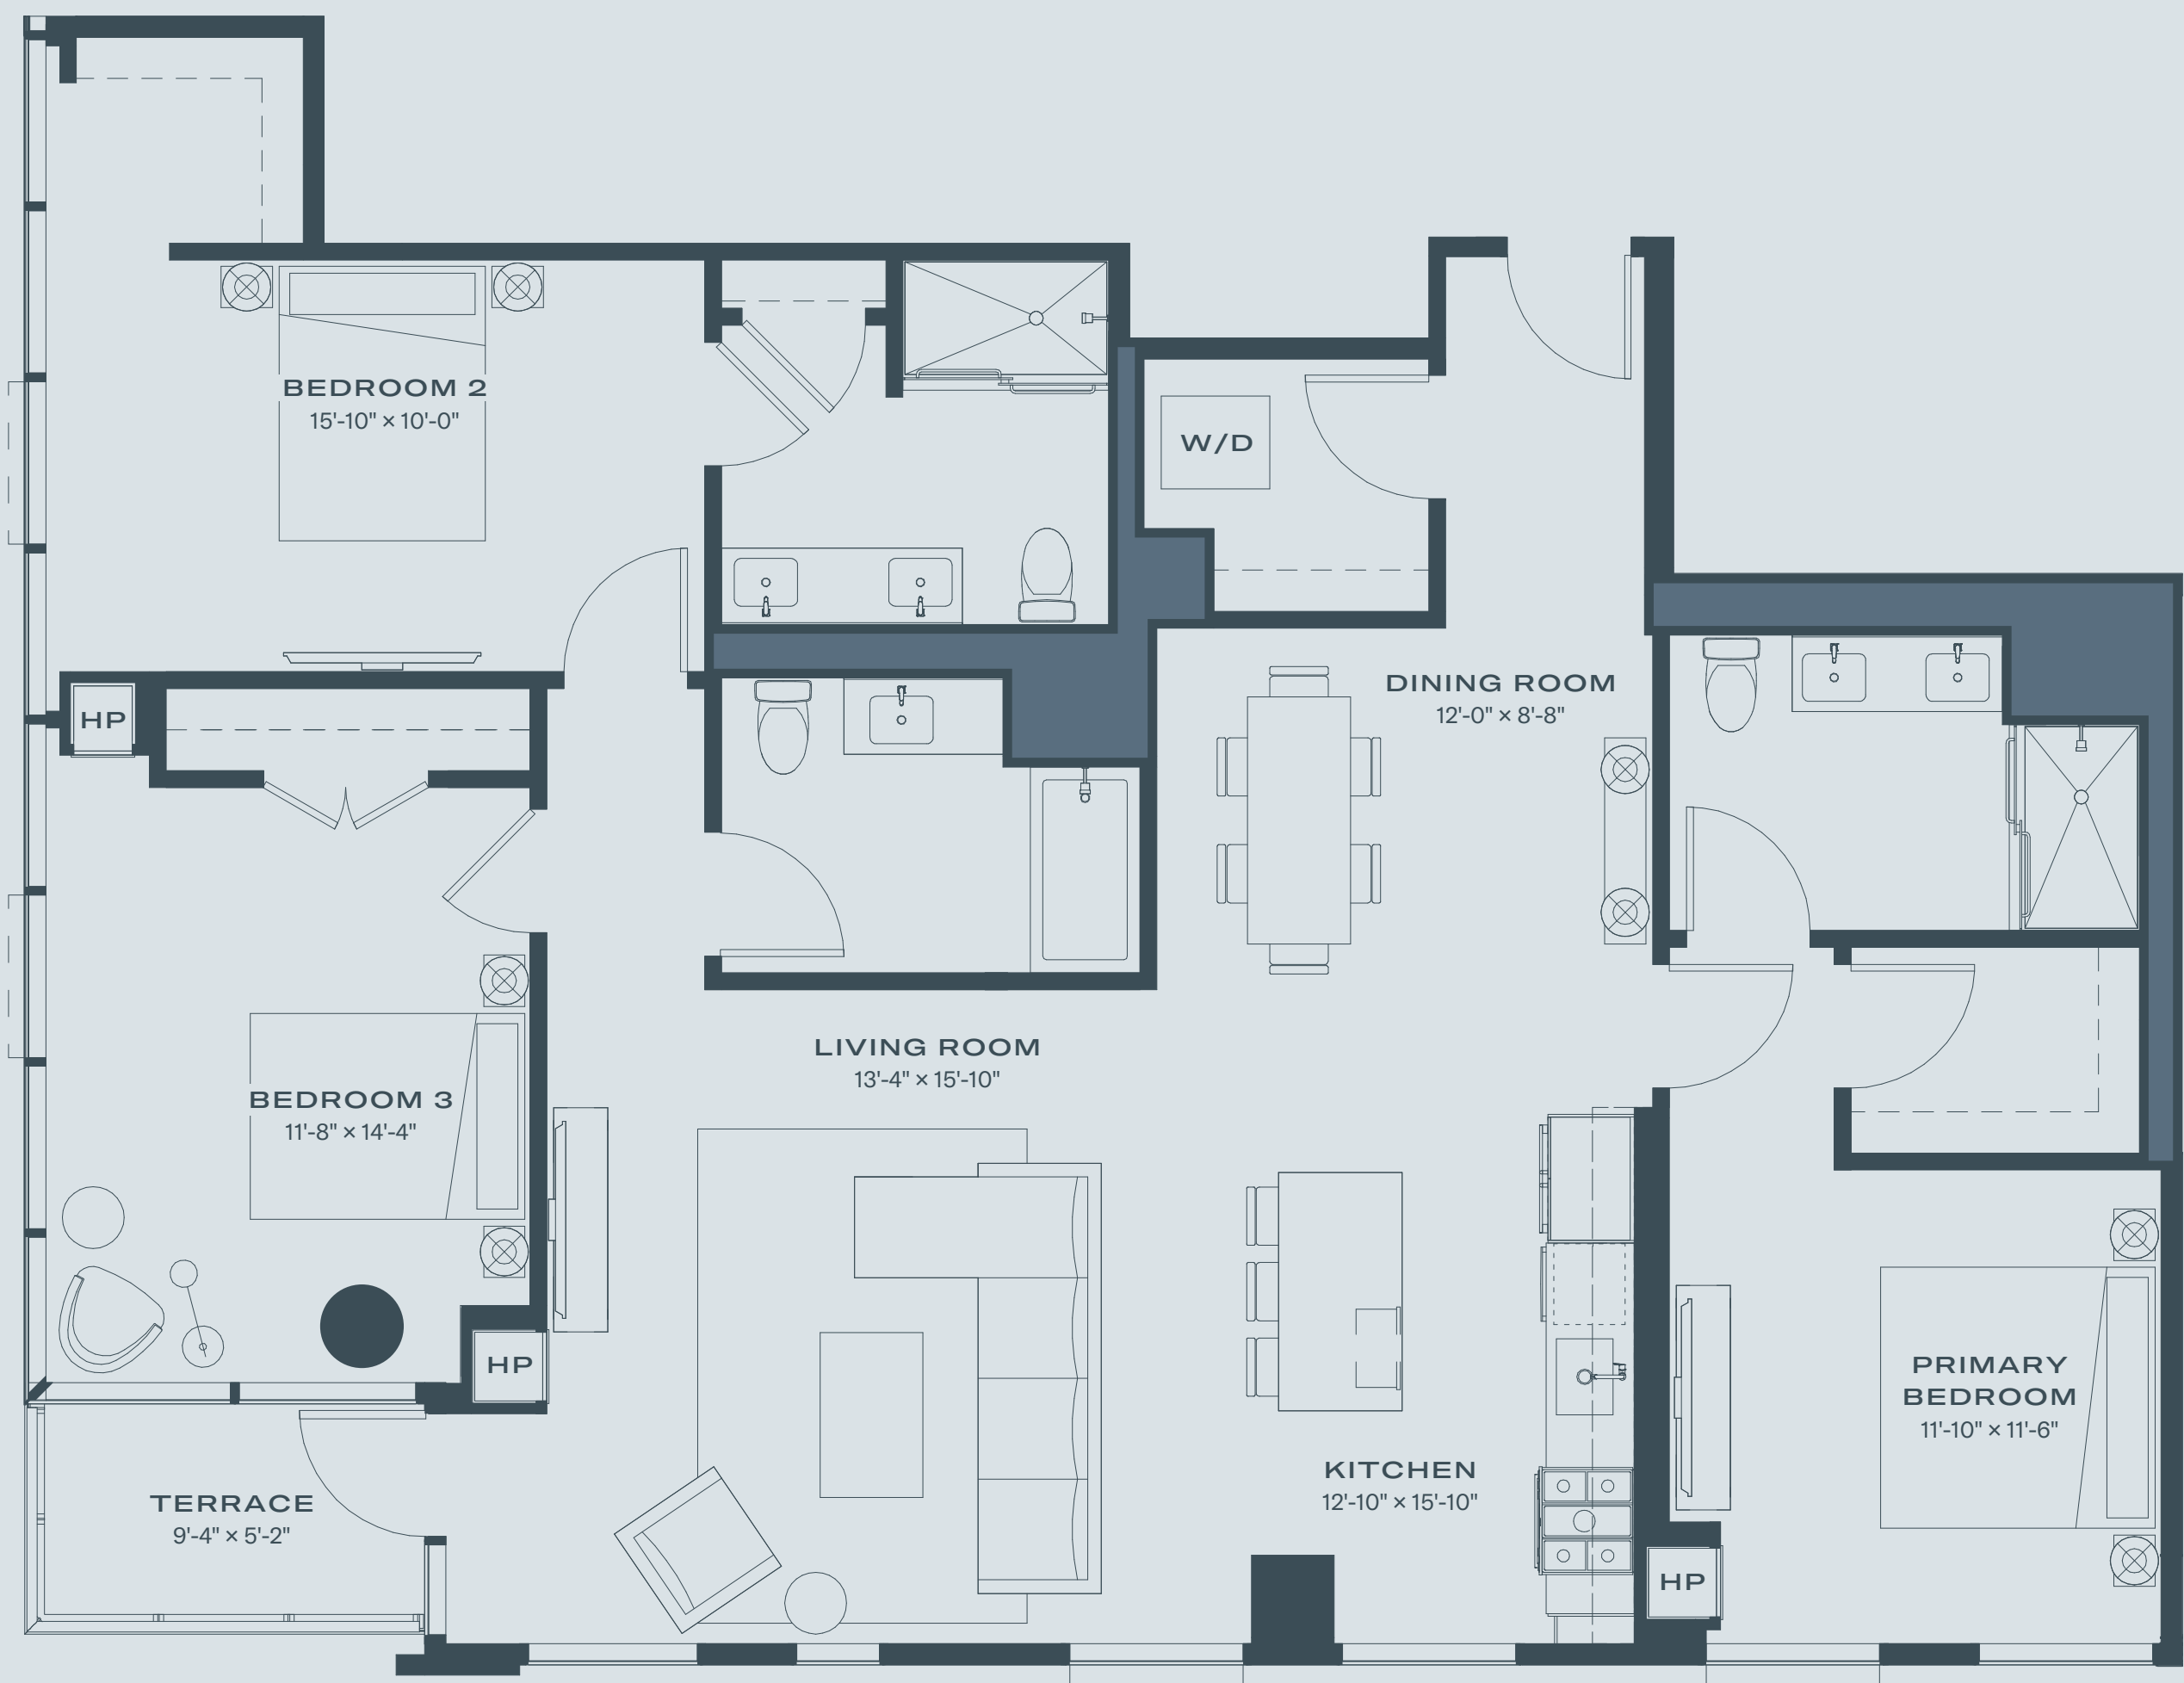 BEDROOM 2
15'-10" × 10'-0"
W/D
DINING ROOM
12'-0" × 8'-8"
HP
LIVING ROOM
13'-4" × 15'-10"
BEDROOM 3
11'-8" × 14'-4"
HP
PRIMARY
BEDROOM
11'-10" × 11'-6"
KITCHEN
12'-10" × 15'-10"
TERRACE
9'-4" × 5'-2"
HP